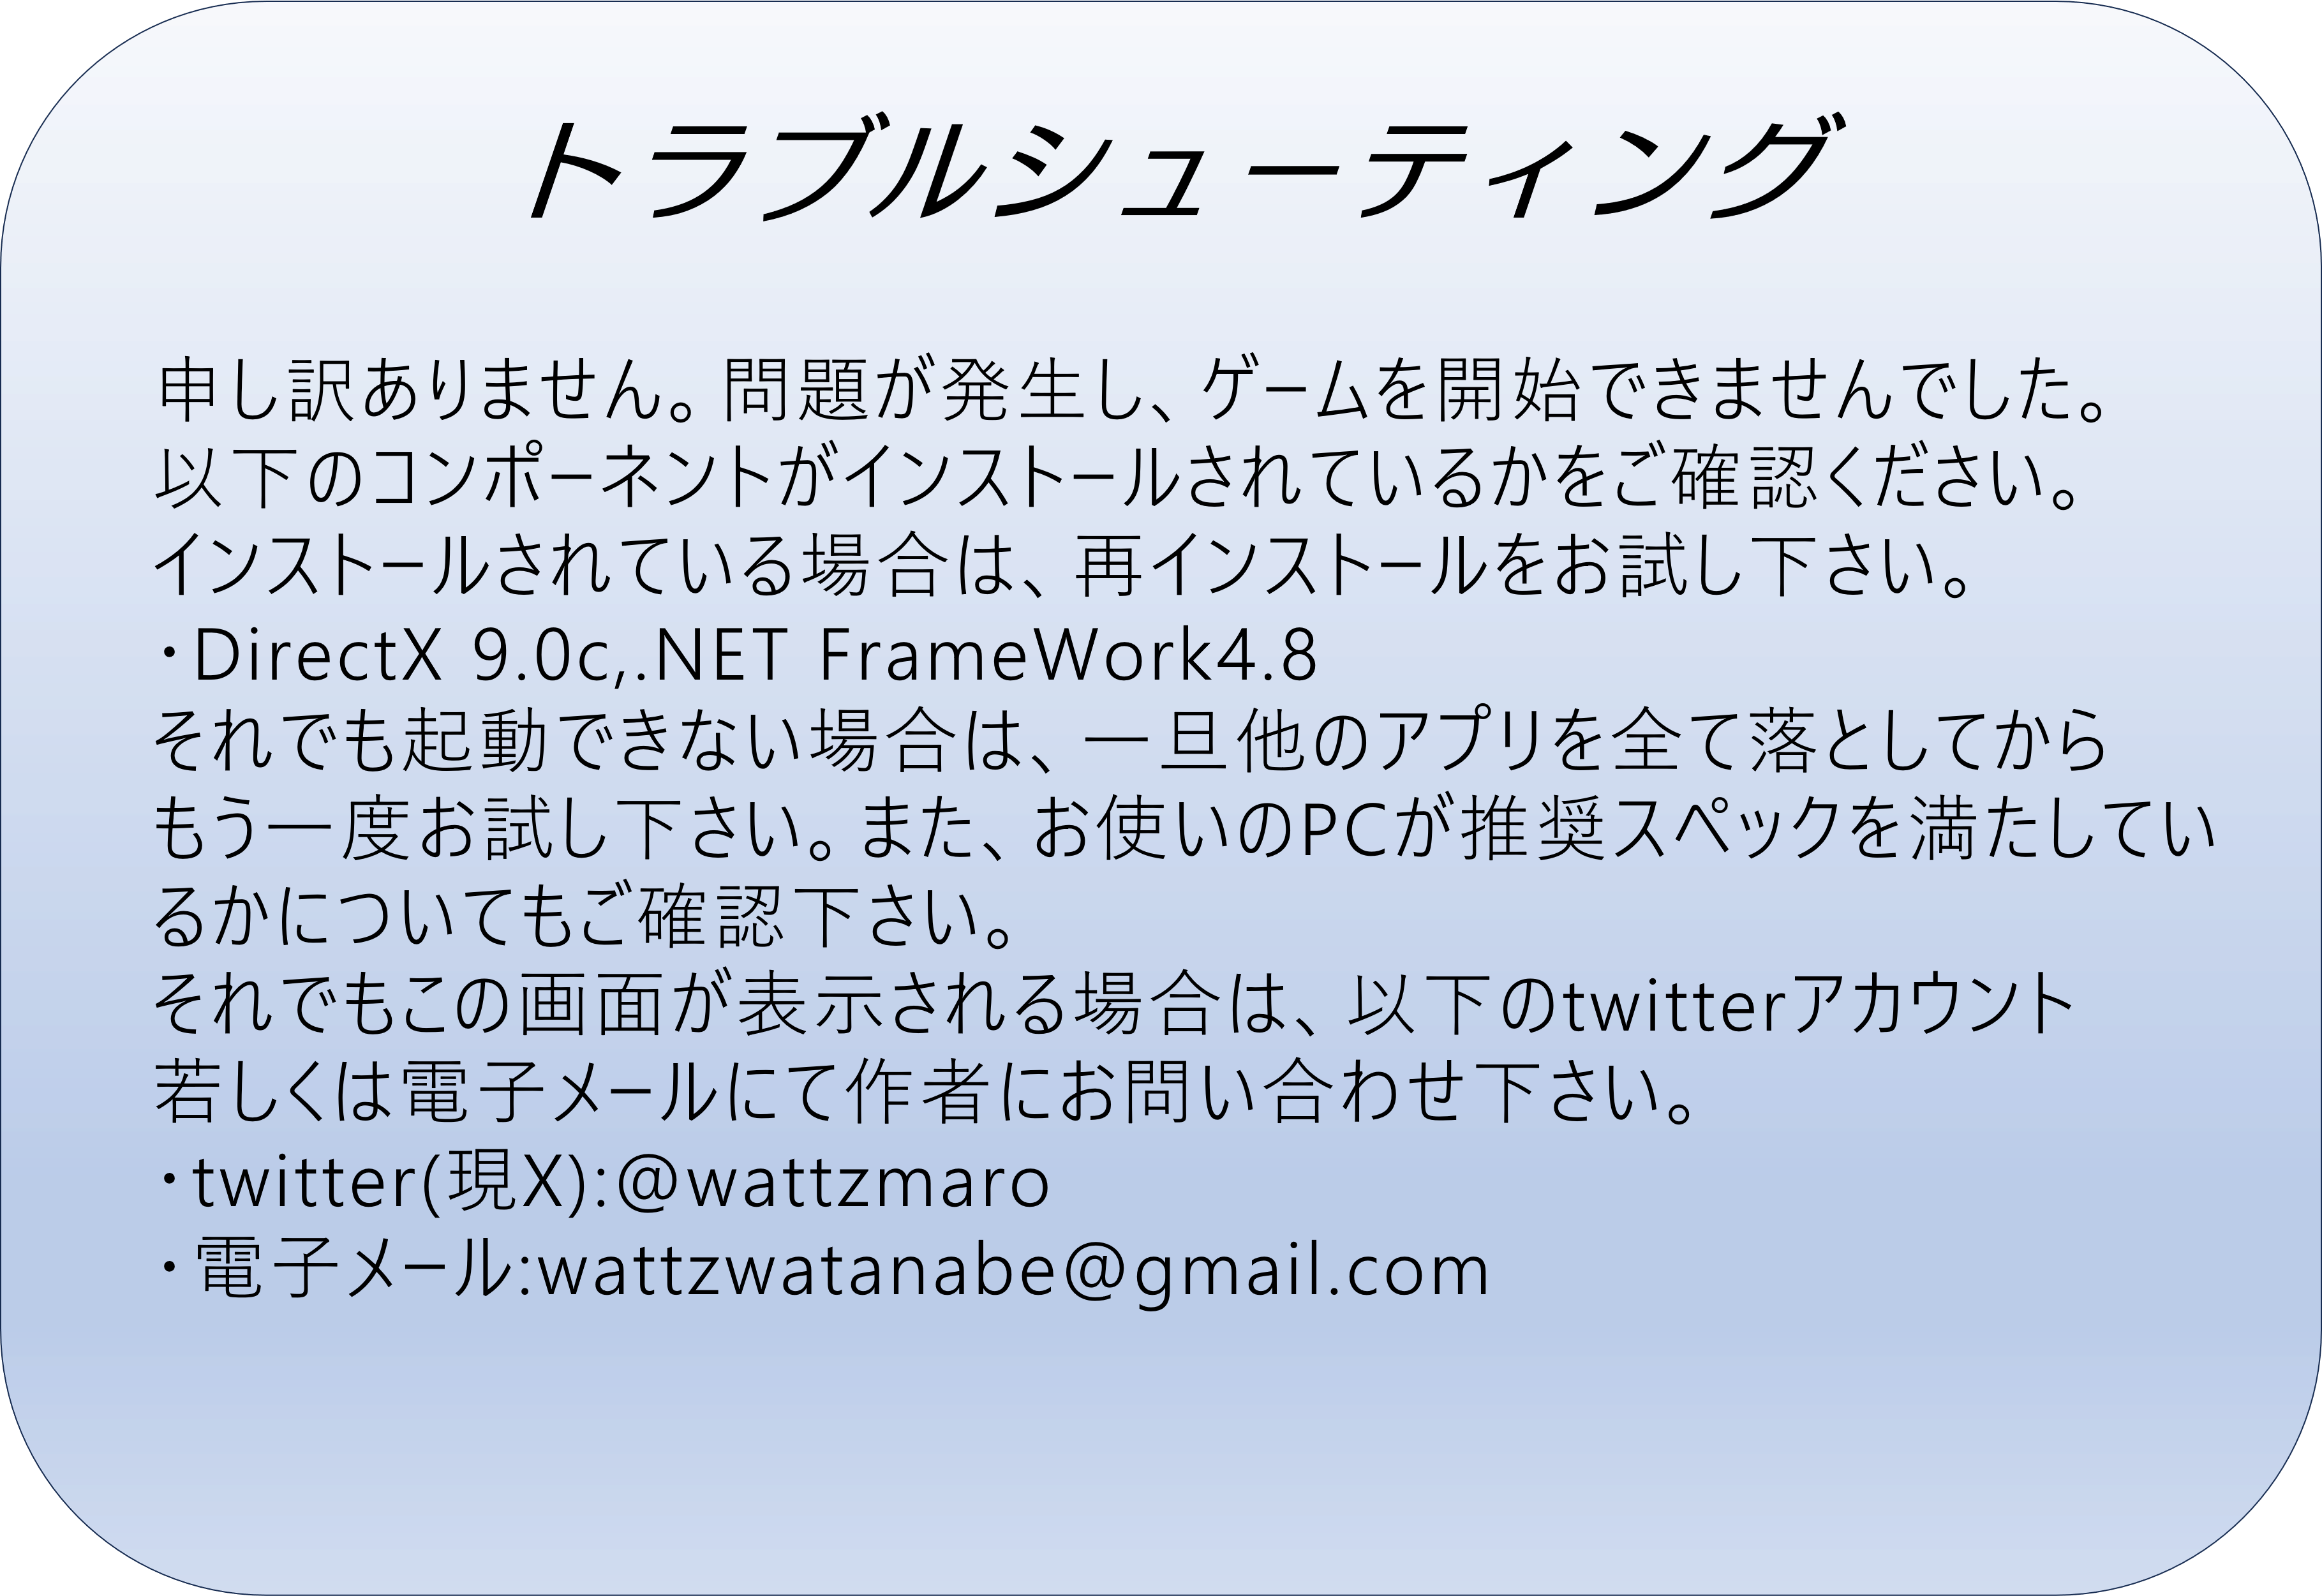 トラブルシューティング
申し訳ありません。問題が発生し、ゲームを開始できませんでした。
以下のコンポーネントがインストールされているかをご確認ください。
インストールされている場合は、再インストールをお試し下さい。
・DirectX 9.0c,.NET FrameWork4.8
それでも起動できない場合は、一旦他のアプリを全て落としてから
もう一度お試し下さい。また、お使いのPCが推奨スペックを満たしてい
るかについてもご確認下さい。
それでもこの画面が表示される場合は、以下のtwitterアカウント
若しくは電子メールにて作者にお問い合わせ下さい。
・twitter(現X):@wattzmaro
・電子メール:wattzwatanabe@gmail.com